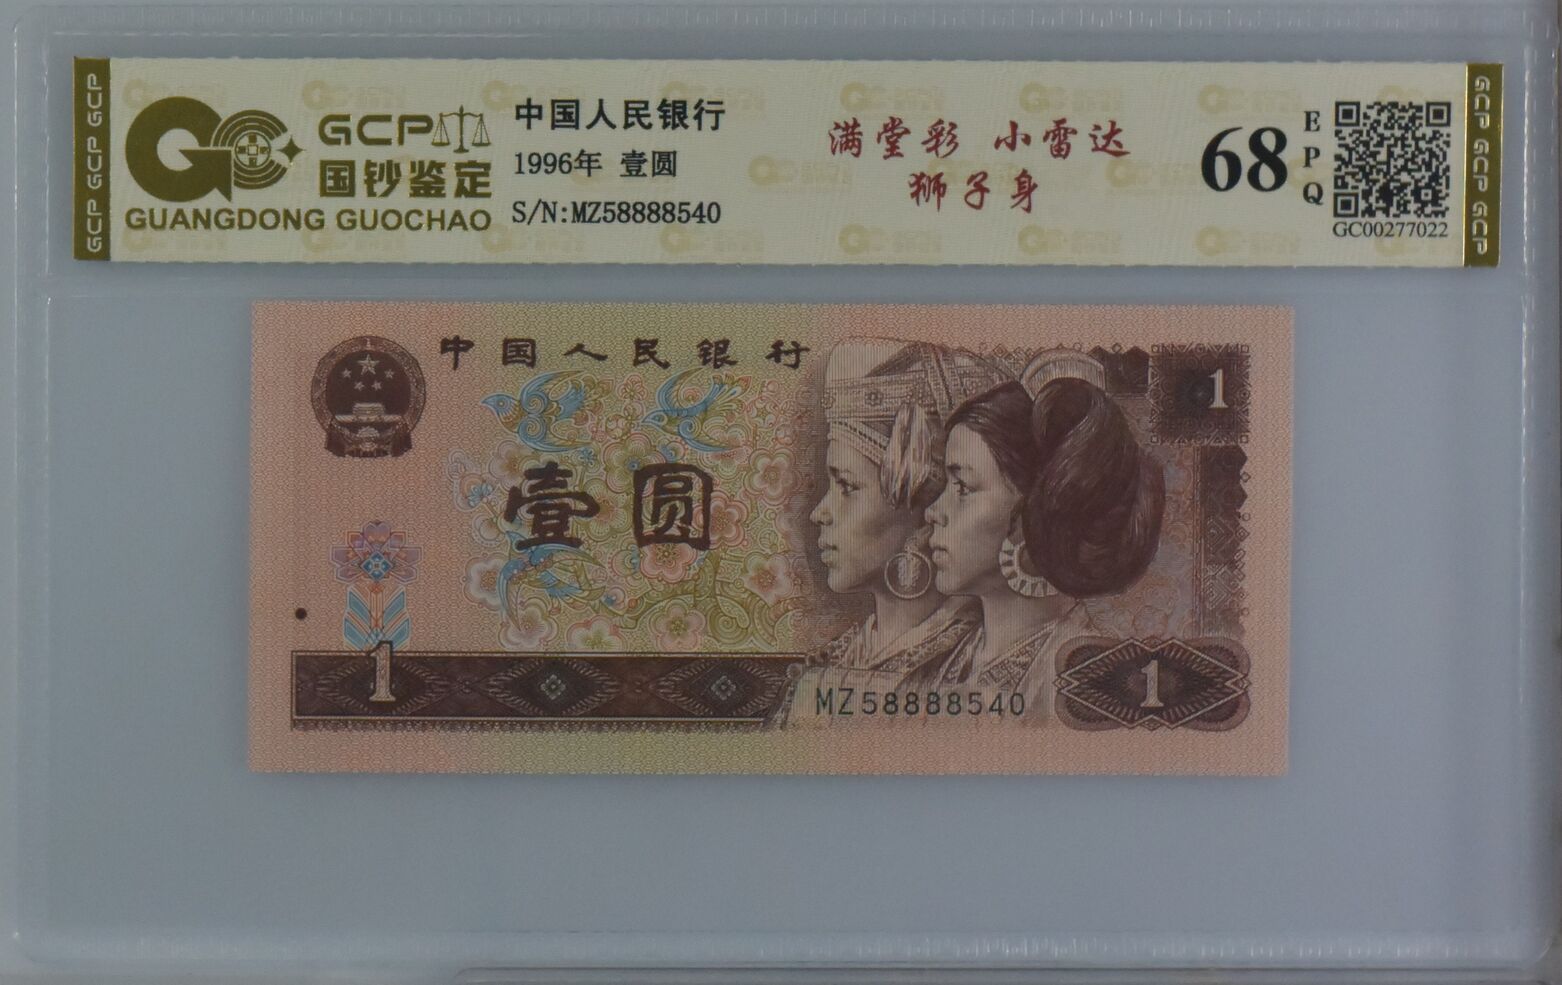 GCP GCP GCP
GCP
国钞鉴定
GUANGDONG GUOCHAO
中国人民银行
1996年 壹圆
S/N:MZ58888540
满堂彩 小雷达
狮子身
68
EPQ
GC00277022
GCP GCP GCP
中国人民银行
1
壹圆
1
MZ58888540
1